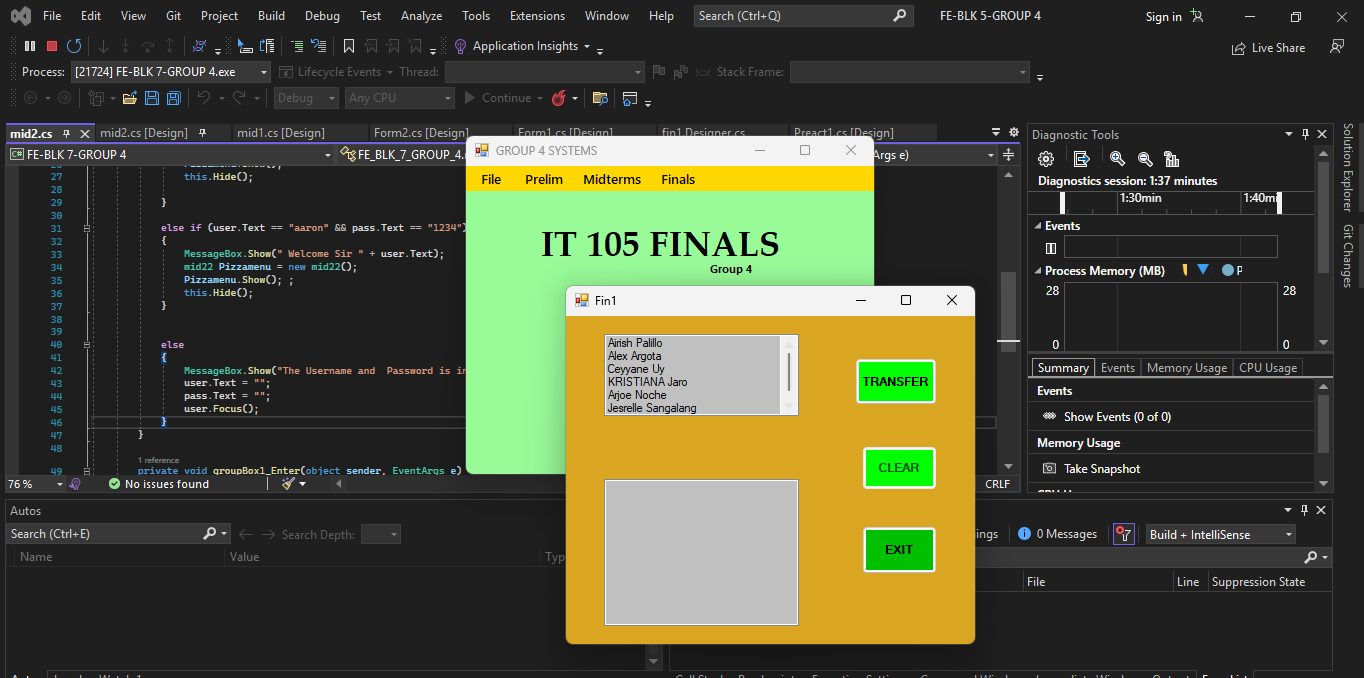 File Edit View Git Project Build Debug Test Analyze Tools Extensions Window Help Search (Ctrl+Q) FE-BLK 5-GROUP 4 Sign in
Application Insights Live Share
Process: [21724] FE-BLK 7-GROUP 4.exe Lifecycle Events Thread: Stack Frame:
Debug Any CPU Continue
mid2.cs mid2.cs [Design] mid1.cs [Design] Form2.cs [Design] Form1.cs [Design] fin1.Designer.cs Preact1.cs [Design]
FE-BLK 7-GROUP 4 FE_BLK_7_GROUP_4. Args e)
27 this.Hide();
28
29 }
30
31 else if (user.Text == "aaron" && pass.Text == "1234")
32 {
33 MessageBox.Show(" Welcome Sir " + user.Text);
34 mid22 Pizzamenu = new mid22();
35 Pizzamenu.Show(); ;
36 this.Hide();
37 }
38
39
40 else
41 {
42 MessageBox.Show("The Username and  Password is in
43 user.Text = "";
44 pass.Text = "";
45 user.Focus();
46 }
47 }
48
1 reference
49 private void groupBox1_Enter(object sender, EventArgs e)
76 % No issues found CRLF
GROUP 4 SYSTEMS
File Prelim Midterms Finals
IT 105 FINALS
Group 4
Fin1
Airish Palillo
Alex Argota
Ceyyane Uy
KRISTIANA Jaro
Arjoe Noche
Jesrelle Sangalang
TRANSFER
CLEAR
EXIT
Diagnostic Tools
Diagnostics session: 1:37 minutes
1:30min 1:40mi
Events
Process Memory (MB) P
28 28
0 0
Summary Events Memory Usage CPU Usage
Events
Show Events (0 of 0)
Memory Usage
Take Snapshot
Solution Explorer
Git Changes
Autos
Search (Ctrl+E) Search Depth:
Name Value Typ
ings 0 Messages Build + IntelliSense
File Line Suppression State